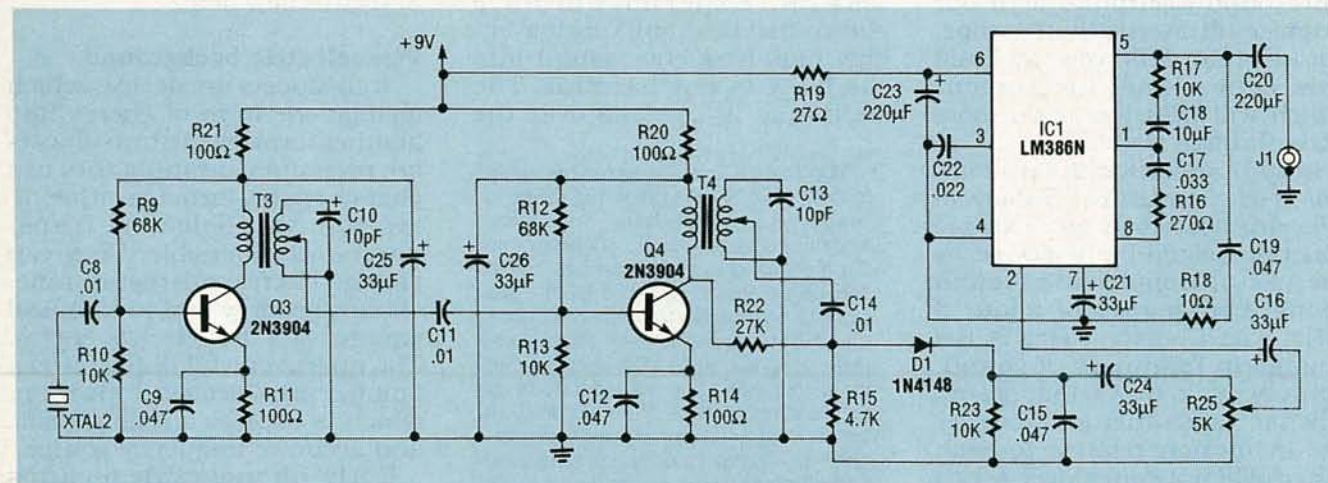 +9V
R21
100Ω
R9
68K
T3
C10
10pF
C25
33µF
C8
.01
Q3
2N3904
R10
10K
C9
.047
R11
100Ω
XTAL2
C11
.01
C26
33µF
R12
68K
R20
100Ω
T4
C13
10pF
Q4
2N3904
R13
10K
R22
27K
C12
.047
R14
100Ω
C14
.01
R15
4.7K
D1
1N4148
R23
10K
C15
.047
C24
33µF
R25
5K
R19
27Ω
C23
220µF
C22
.022
6
3
4
IC1
LM386N
2
7
5
1
8
R17
10K
C18
10µF
C17
.033
R16
270Ω
C20
220µF
J1
C19
.047
R18
10Ω
C21
33µF
C16
33µF